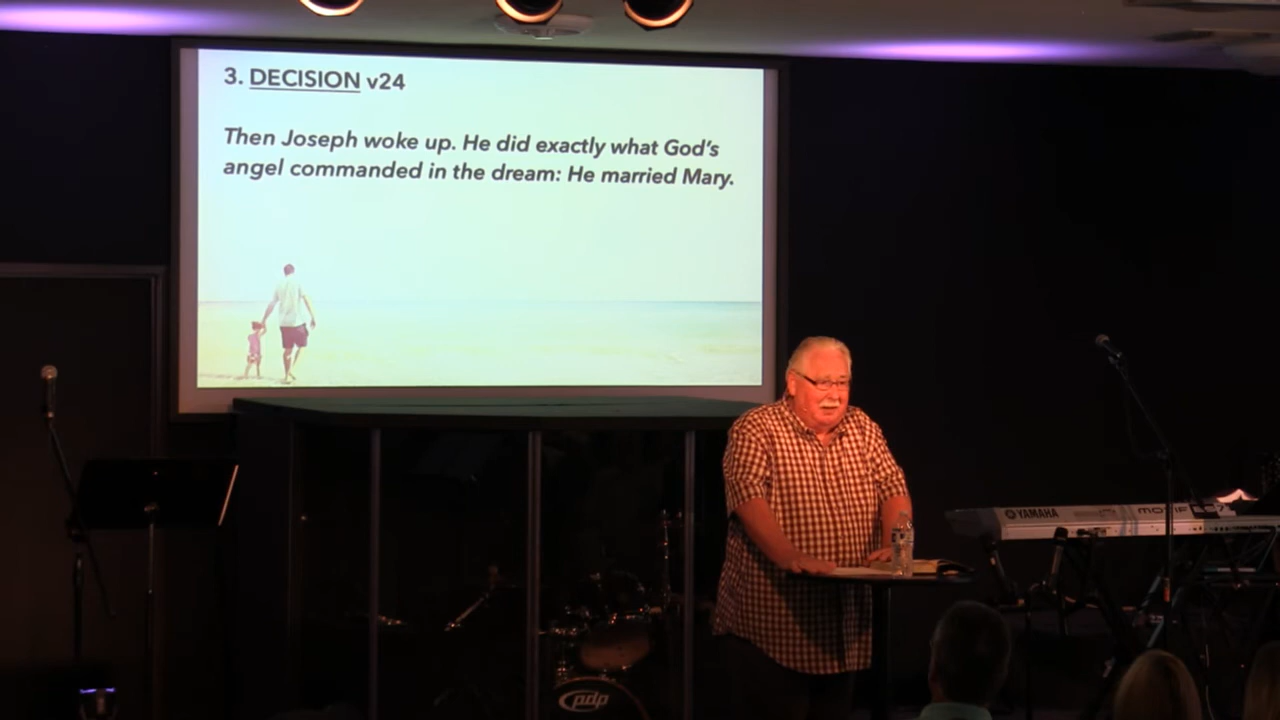 3. DECISION v24
Then Joseph woke up. He did exactly what God's
angel commanded in the dream: He married Mary.
YAMAHA
MOTIF
pdp